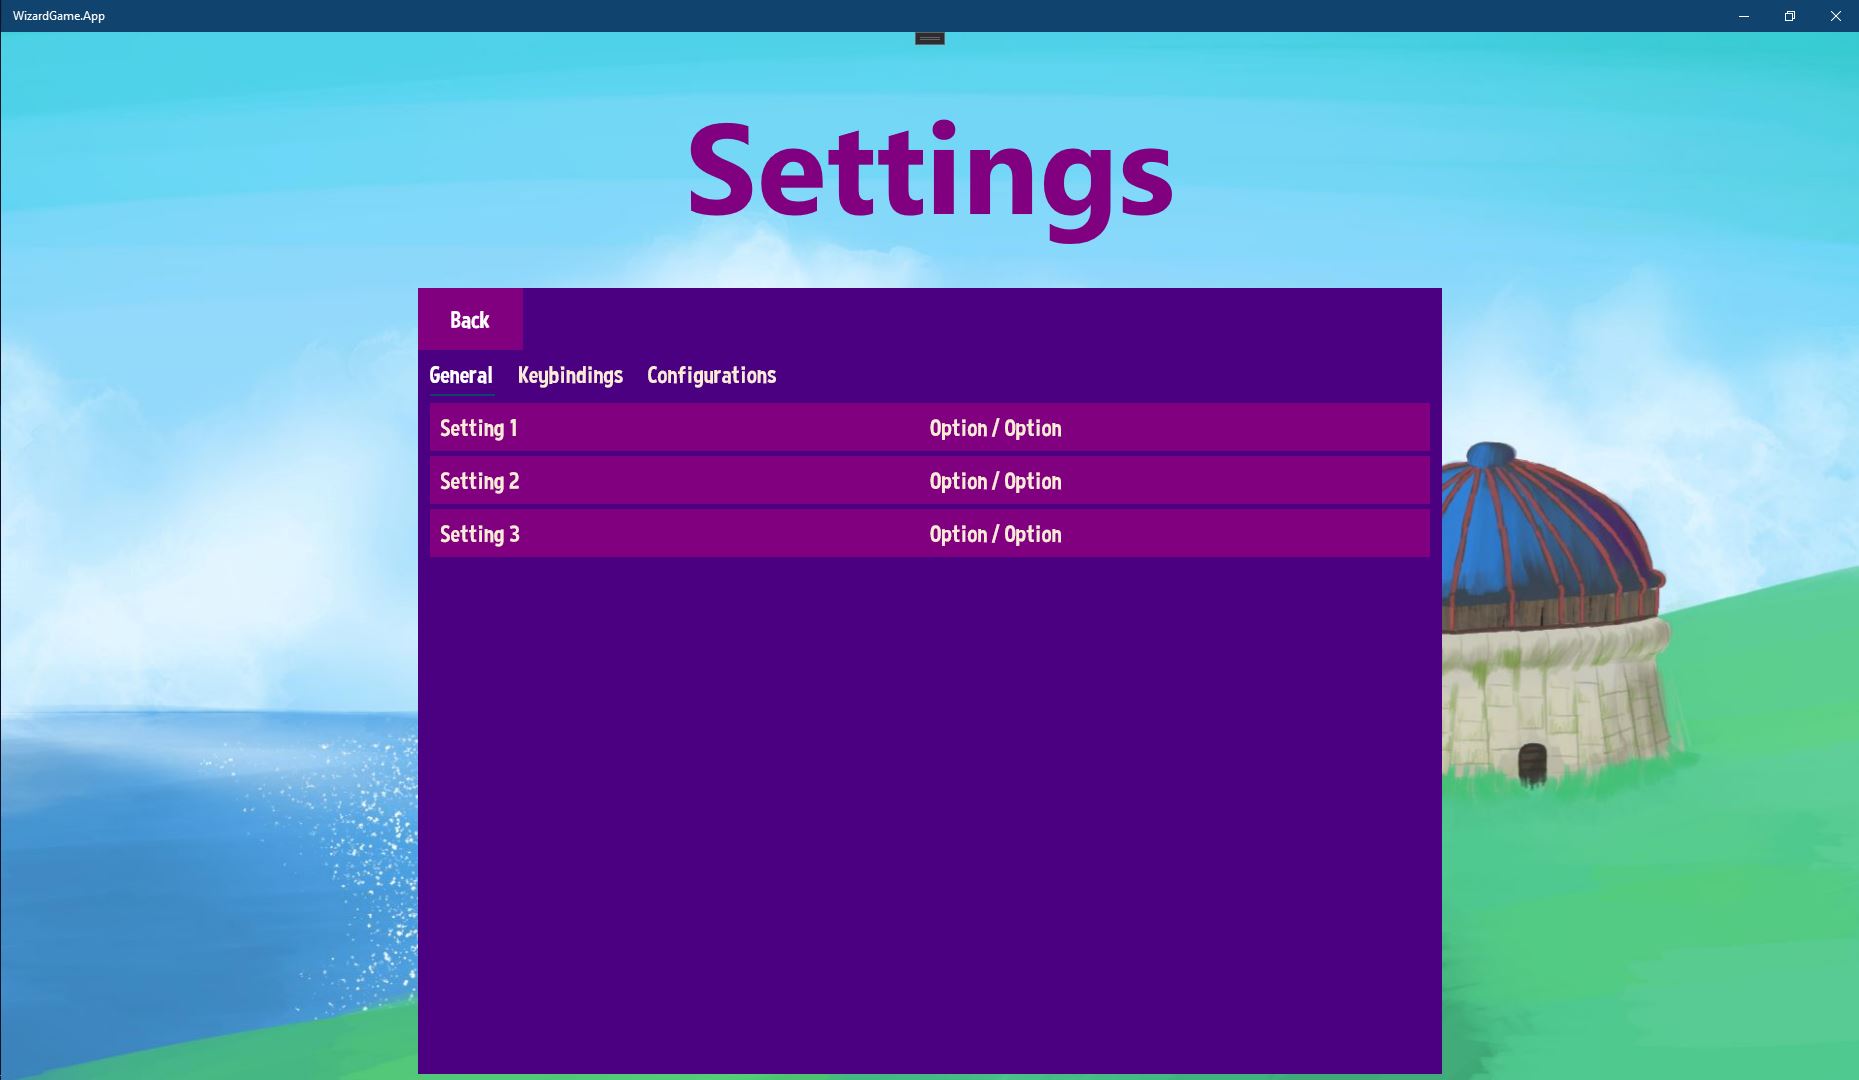 WizardGame.App
Settings
Back
General Keybindings Configurations
Setting 1 Option / Option
Setting 2 Option / Option
Setting 3 Option / Option